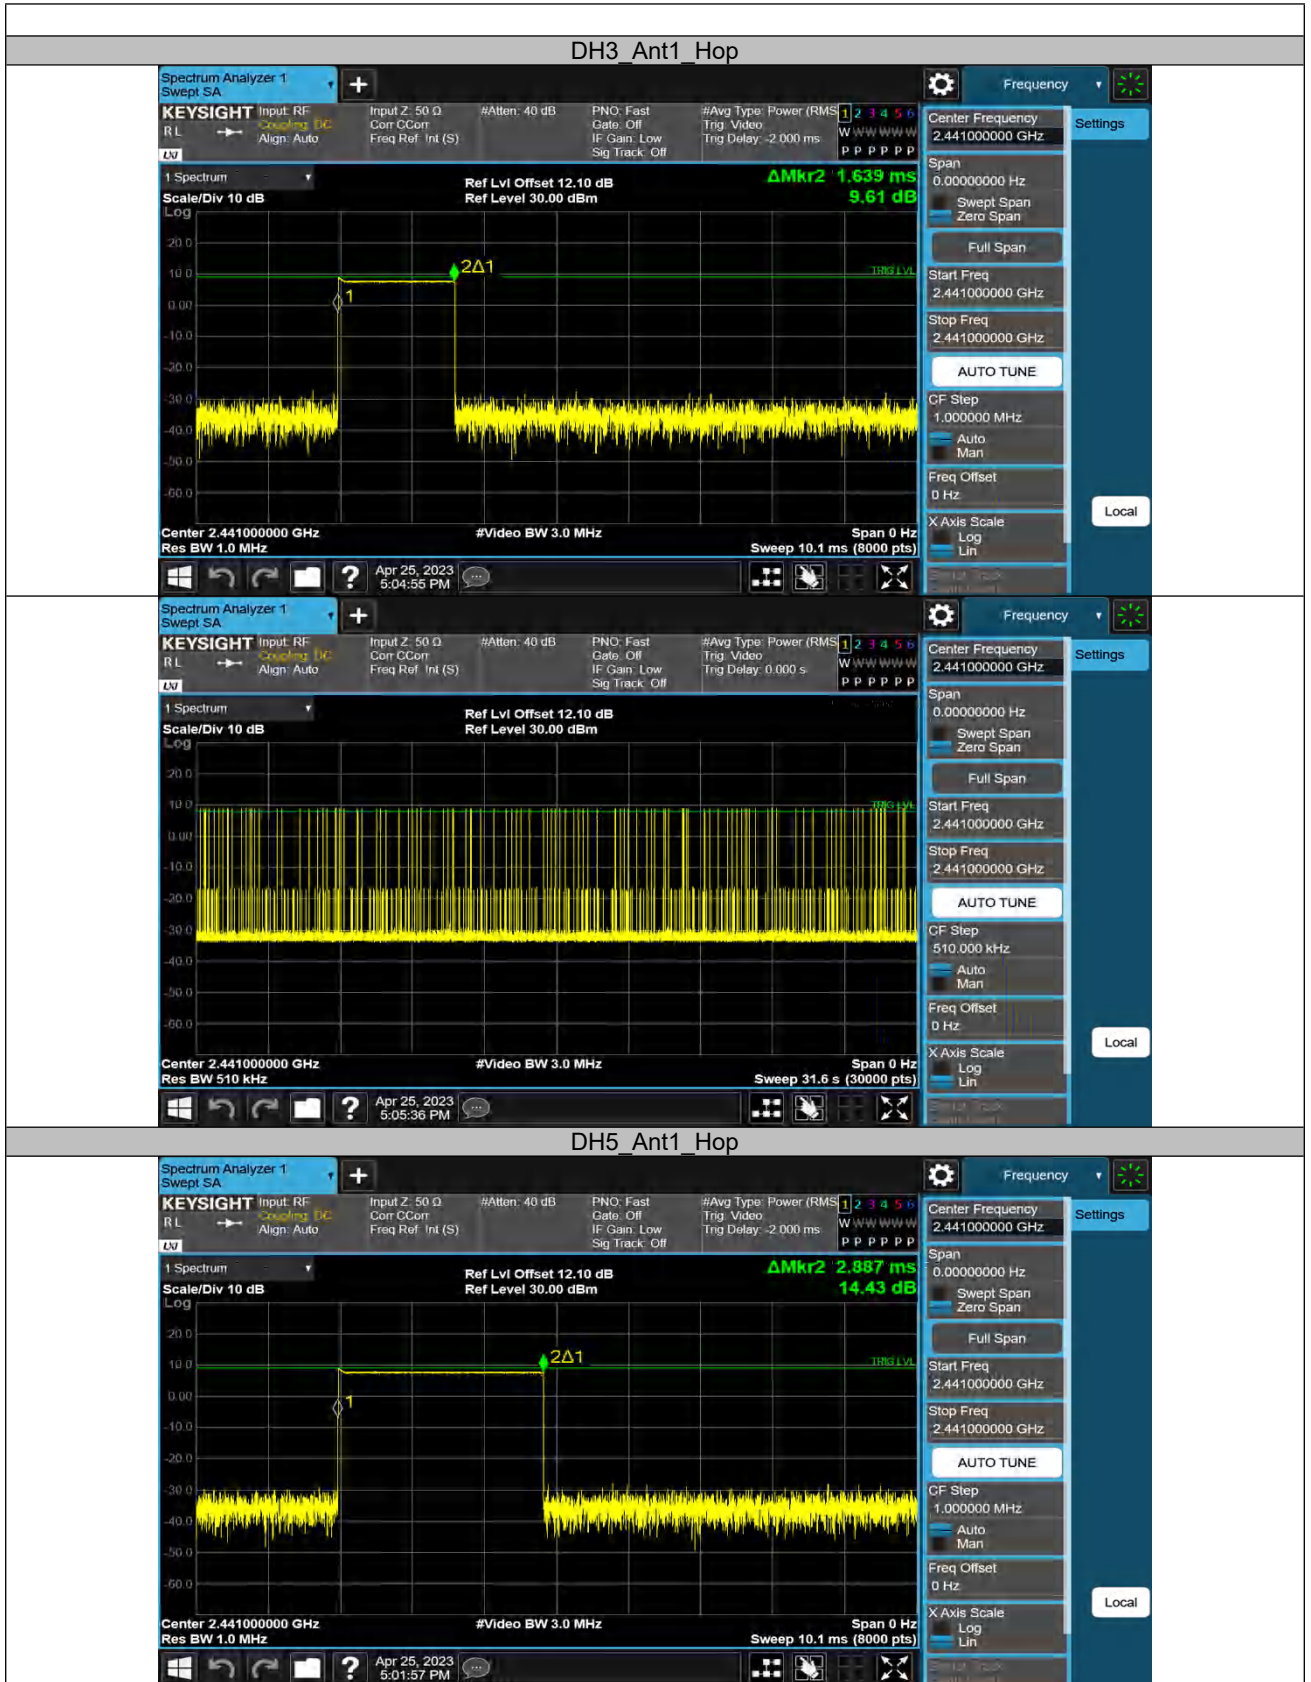 DH3_Ant1_Hop
Spectrum Analyzer 1
Swept SA
+
Frequency
KEYSIGHT
RL
LXI
Input: RF
Coupling: DC
Align: Auto
Input Z: 50 Ω
Corr CCorr
Freq Ref: Int (S)
#Atten: 40 dB
PNO: Fast
Gate: Off
IF Gain: Low
Sig Track: Off
#Avg Type: Power (RMS
Trig: Video
Trig Delay: -2.000 ms
1 2 3 4 5 6
W W W W W W
P P P P P P
1 Spectrum
Scale/Div 10 dB
Log
Ref Lvl Offset 12.10 dB
Ref Level 30.00 dBm
ΔMkr2 1.639 ms
9.61 dB
20.0
10.0
0.00
-10.0
-20.0
-30.0
-40.0
-50.0
-60.0
2Δ1
1
TRIG LVL
Center 2.441000000 GHz
Res BW 1.0 MHz
#Video BW 3.0 MHz
Span 0 Hz
Sweep 10.1 ms (8000 pts)
?
Apr 25, 2023
5:04:55 PM
Center Frequency
2.441000000 GHz
Span
0.00000000 Hz
Swept Span
Zero Span
Full Span
Start Freq
2.441000000 GHz
Stop Freq
2.441000000 GHz
AUTO TUNE
CF Step
1.000000 MHz
Auto
Man
Freq Offset
0 Hz
X Axis Scale
Log
Lin
Settings
Local
Spectrum Analyzer 1
Swept SA
+
Frequency
KEYSIGHT
RL
LXI
Input: RF
Coupling: DC
Align: Auto
Input Z: 50 Ω
Corr CCorr
Freq Ref: Int (S)
#Atten: 40 dB
PNO: Fast
Gate: Off
IF Gain: Low
Sig Track: Off
#Avg Type: Power (RMS
Trig: Video
Trig Delay: 0.000 s
1 2 3 4 5 6
W W W W W W
P P P P P P
1 Spectrum
Scale/Div 10 dB
Log
Ref Lvl Offset 12.10 dB
Ref Level 30.00 dBm
20.0
10.0
0.00
-10.0
-20.0
-30.0
-40.0
-50.0
-60.0
TRIG LVL
Center 2.441000000 GHz
Res BW 510 kHz
#Video BW 3.0 MHz
Span 0 Hz
Sweep 31.6 s (30000 pts)
?
Apr 25, 2023
5:05:36 PM
Center Frequency
2.441000000 GHz
Span
0.00000000 Hz
Swept Span
Zero Span
Full Span
Start Freq
2.441000000 GHz
Stop Freq
2.441000000 GHz
AUTO TUNE
CF Step
510.000 kHz
Auto
Man
Freq Offset
0 Hz
X Axis Scale
Log
Lin
Settings
Local
DH5_Ant1_Hop
Spectrum Analyzer 1
Swept SA
+
Frequency
KEYSIGHT
RL
LXI
Input: RF
Coupling: DC
Align: Auto
Input Z: 50 Ω
Corr CCorr
Freq Ref: Int (S)
#Atten: 40 dB
PNO: Fast
Gate: Off
IF Gain: Low
Sig Track: Off
#Avg Type: Power (RMS
Trig: Video
Trig Delay: -2.000 ms
1 2 3 4 5 6
W W W W W W
P P P P P P
1 Spectrum
Scale/Div 10 dB
Log
Ref Lvl Offset 12.10 dB
Ref Level 30.00 dBm
ΔMkr2 2.887 ms
14.43 dB
20.0
10.0
0.00
-10.0
-20.0
-30.0
-40.0
-50.0
-60.0
2Δ1
1
TRIG LVL
Center 2.441000000 GHz
Res BW 1.0 MHz
#Video BW 3.0 MHz
Span 0 Hz
Sweep 10.1 ms (8000 pts)
?
Apr 25, 2023
5:01:57 PM
Center Frequency
2.441000000 GHz
Span
0.00000000 Hz
Swept Span
Zero Span
Full Span
Start Freq
2.441000000 GHz
Stop Freq
2.441000000 GHz
AUTO TUNE
CF Step
1.000000 MHz
Auto
Man
Freq Offset
0 Hz
X Axis Scale
Log
Lin
Settings
Local